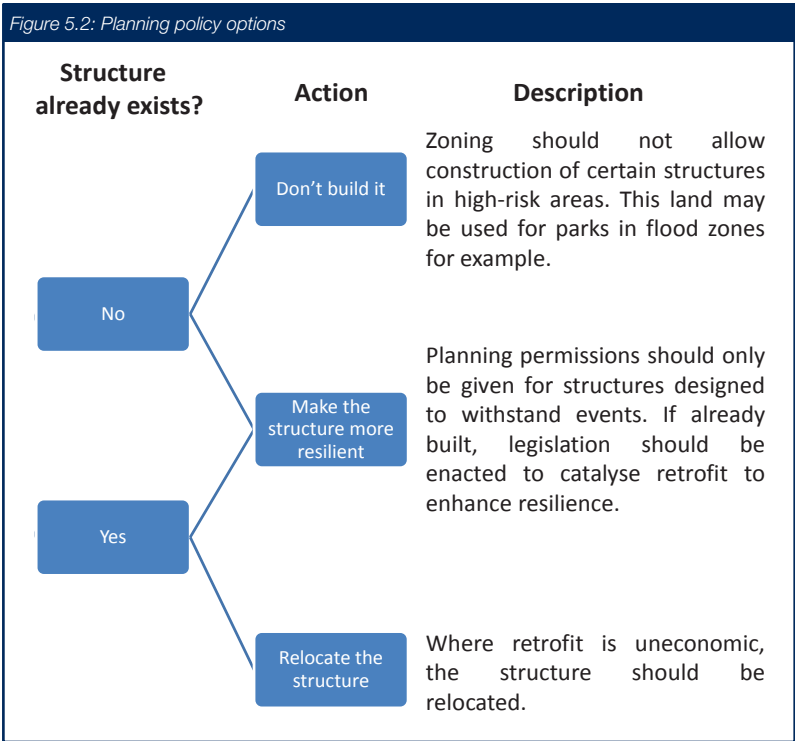 Figure 5.2: Planning policy options
Structure
already exists?
Action
Description
No
Yes
Don’t build it
Zoning should not allow
construction of certain structures
in high-risk areas. This land may
be used for parks in flood zones
for example.
Make the
structure more
resilient
Planning permissions should only
be given for structures designed
to withstand events. If already
built, legislation should be
enacted to catalyse retrofit to
enhance resilience.
Relocate the
structure
Where retrofit is uneconomic,
the structure should be
relocated.